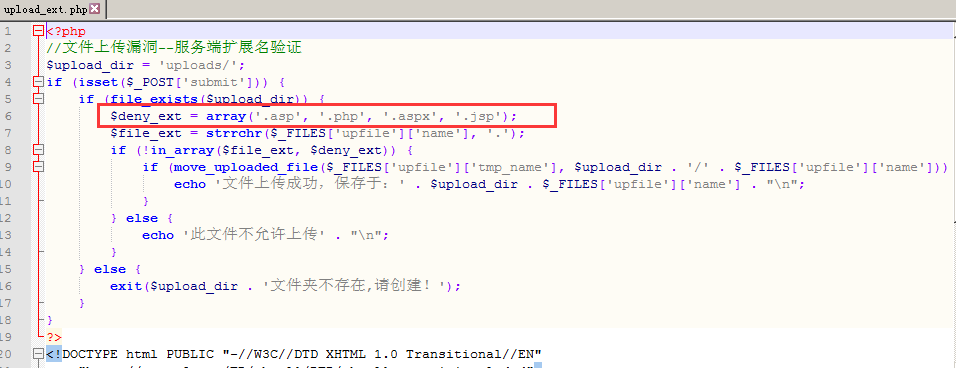 upload_ext.php
1 <?php
2 //文件上传漏洞--服务端扩展名验证
3 $upload_dir = 'uploads/';
4 if (isset($_POST['submit'])) {
5 if (file_exists($upload_dir)) {
6 $deny_ext = array('.asp', '.php', '.aspx', '.jsp');
7 $file_ext = strrchr($_FILES['upfile']['name'], '.');
8 if (!in_array($file_ext, $deny_ext)) {
9 if (move_uploaded_file($_FILES['upfile']['tmp_name'], $upload_dir . '/' . $_FILES['upfile']['name']))
10 echo '文件上传成功，保存于：' . $upload_dir . $_FILES['upfile']['name'] . "\n";
11 }
12 } else {
13 echo '此文件不允许上传' . "\n";
14 }
15 } else {
16 exit($upload_dir . '文件夹不存在,请创建！');
17 }
18 }
19 ?>
20 <!DOCTYPE html PUBLIC "-//W3C//DTD XHTML 1.0 Transitional//EN"